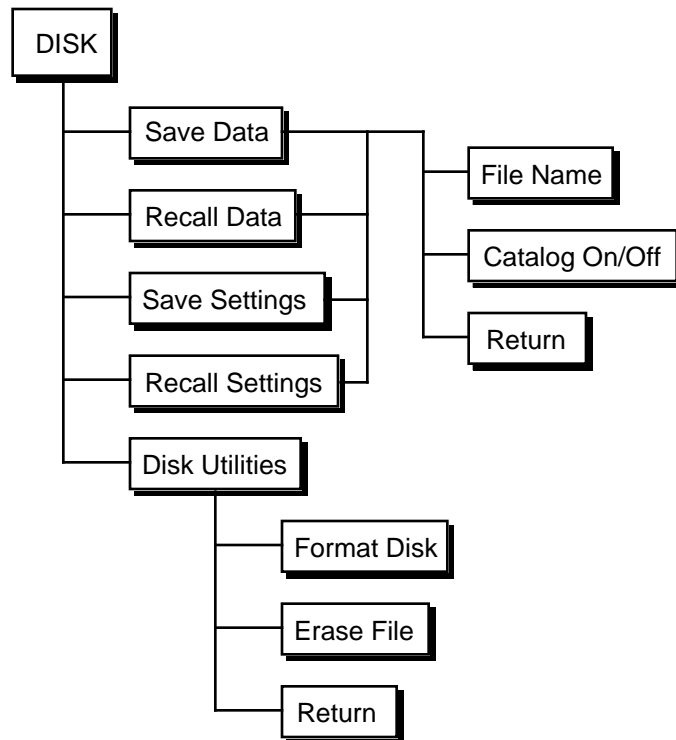 DISK
Save Data
Recall Data
Save Settings
Recall Settings
Disk Utilities
File Name
Catalog On/Off
Return
Format Disk
Erase File
Return